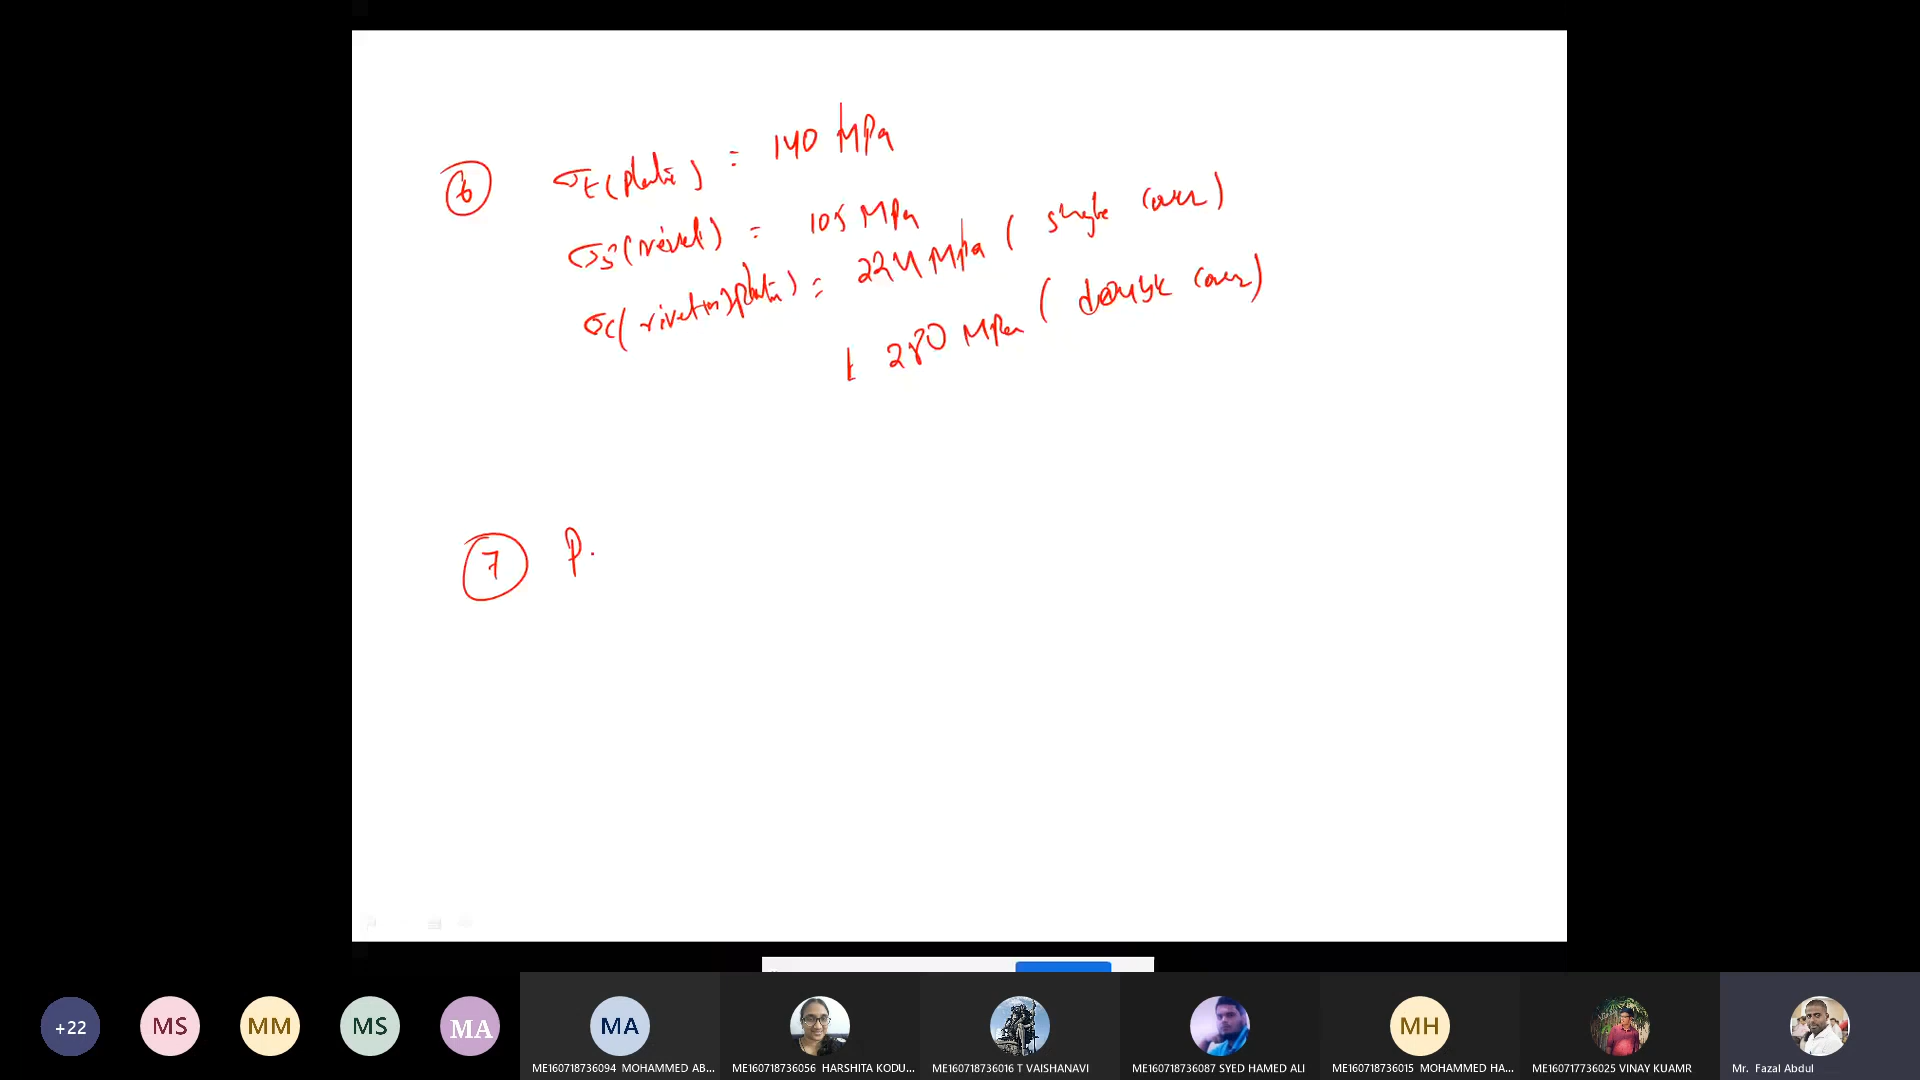 6 σt(plate) = 140 MPa
σs(rivet) = 105 MPa
σc(rivet plate) = 224 MPa (single cover)
280 MPa (double cover)
7 P.
+22
MS
MM
MS
MA
MA
MH
ME160718736094 MOHAMMED AB...
ME160718736056 HARSHITA KODU...
ME160718736016 T VAISHANAVI
ME160718736087 SYED HAMED ALI
ME160718736015 MOHAMMED HA...
ME160717736025 VINAY KUAMR
Mr. Fazal Abdul